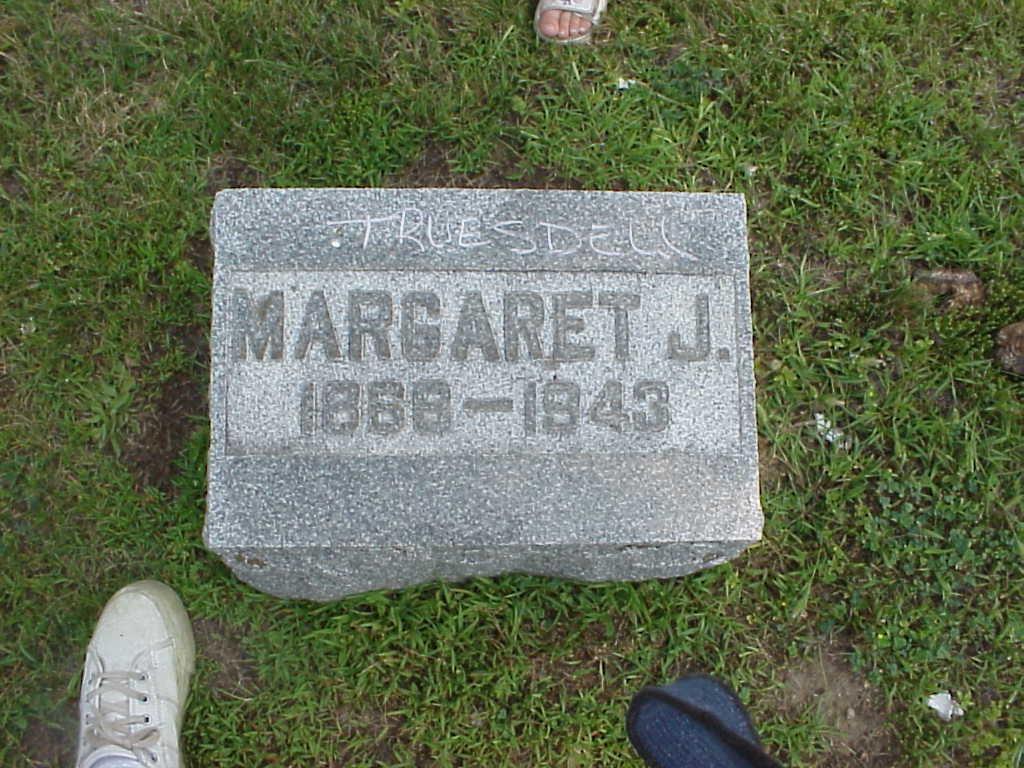 TRUESDELL
MARGARET J.
1868-1943